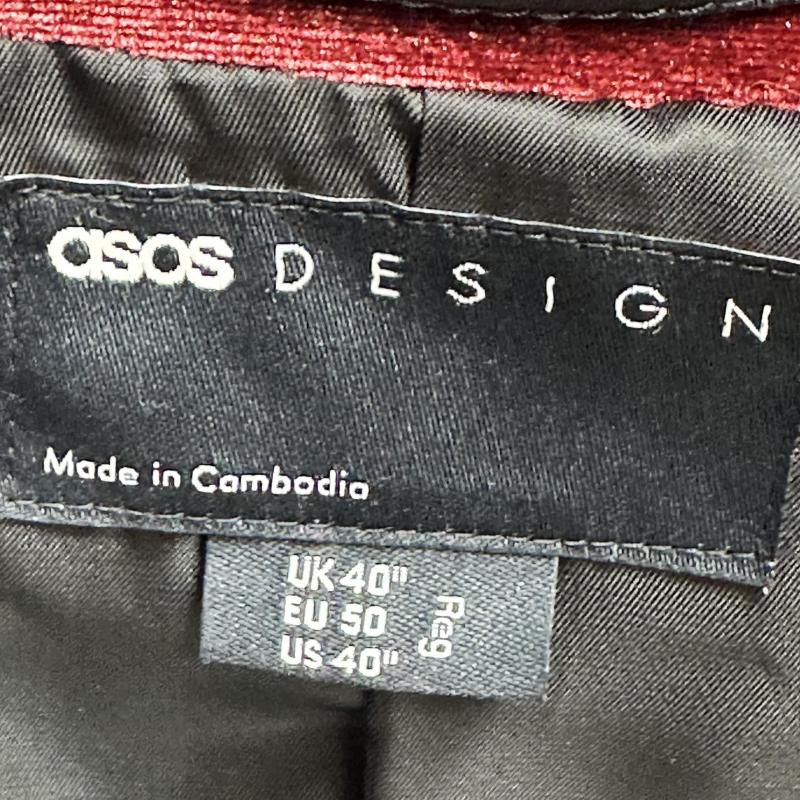 asos DESIGN
Made in Cambodia
UK 40"
EU 50
US 40"
Reg